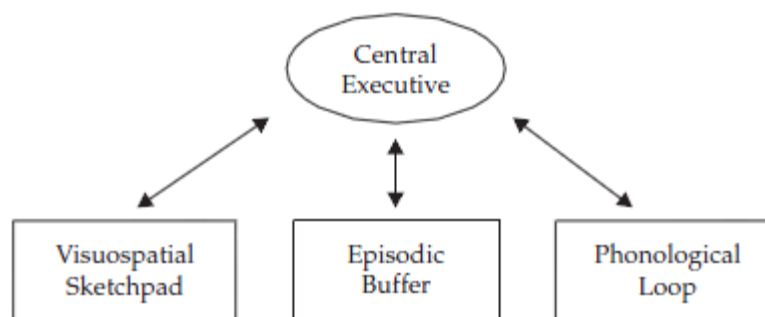 Central
Executive
Visuospatial
Sketchpad
Episodic
Buffer
Phonological
Loop